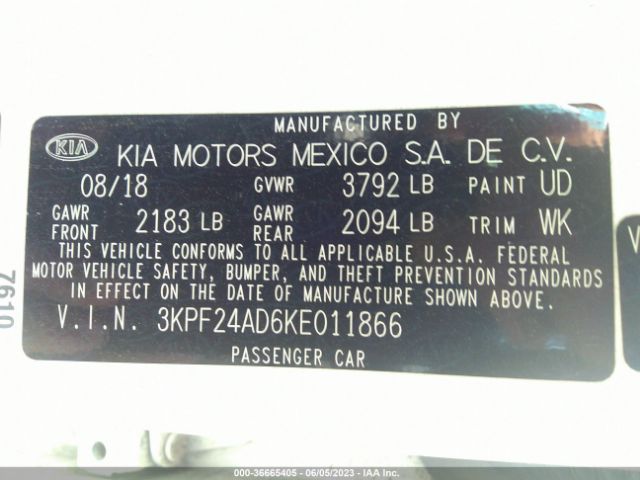 MANUFACTURED BY
KIA KIA MOTORS MEXICO S.A. DE C.V.
08/18 GVWR 3792 LB PAINT UD
GAWR FRONT 2183 LB GAWR REAR 2094 LB TRIM WK
THIS VEHICLE CONFORMS TO ALL APPLICABLE U.S.A. FEDERAL
MOTOR VEHICLE SAFETY, BUMPER, AND THEFT PREVENTION STANDARDS
IN EFFECT ON THE DATE OF MANUFACTURE SHOWN ABOVE.
V.I.N. 3KPF24AD6KE011866
PASSENGER CAR
7610
V
000-36665405 - 06/05/2023 - IAAI.com